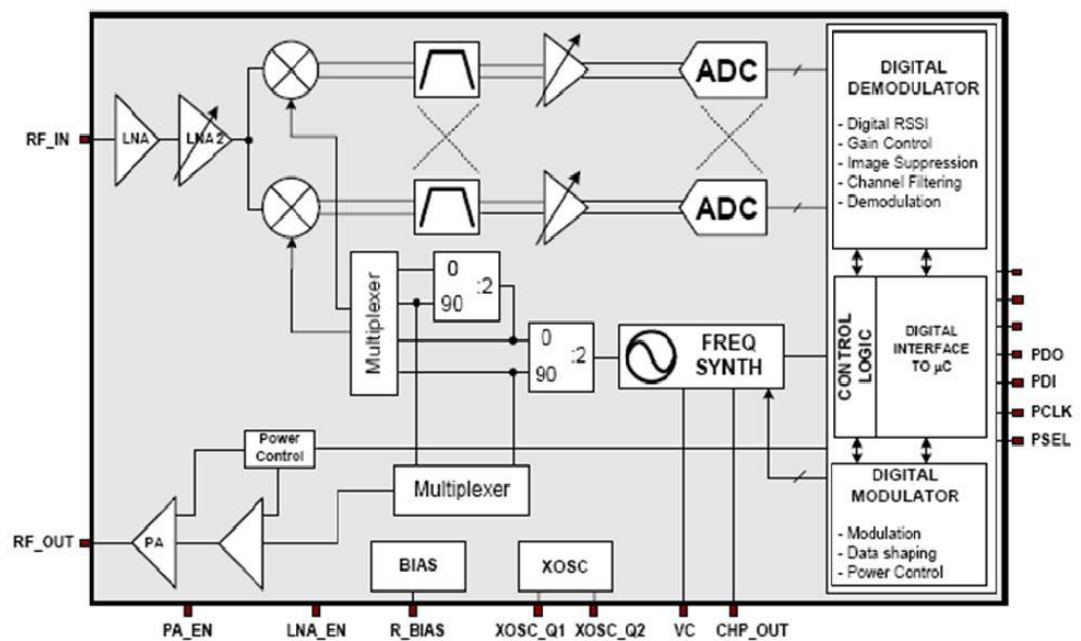 RF_IN
LNA
LNA 2
ADC
ADC
DIGITAL
DEMODULATOR
- Digital RSSI
- Gain Control
- Image Suppression
- Channel Filtering
- Demodulation
Multiplexer
0
:2
90
0
:2
90
FREQ
SYNTH
CONTROL
LOGIC
DIGITAL
INTERFACE
TO µC
PDO
PDI
PCLK
PSEL
Power
Control
Multiplexer
DIGITAL
MODULATOR
- Modulation
- Data shaping
- Power Control
RF_OUT
PA
BIAS
XOSC
PA_EN
LNA_EN
R_BIAS
XOSC_Q1
XOSC_Q2
VC
CHP_OUT